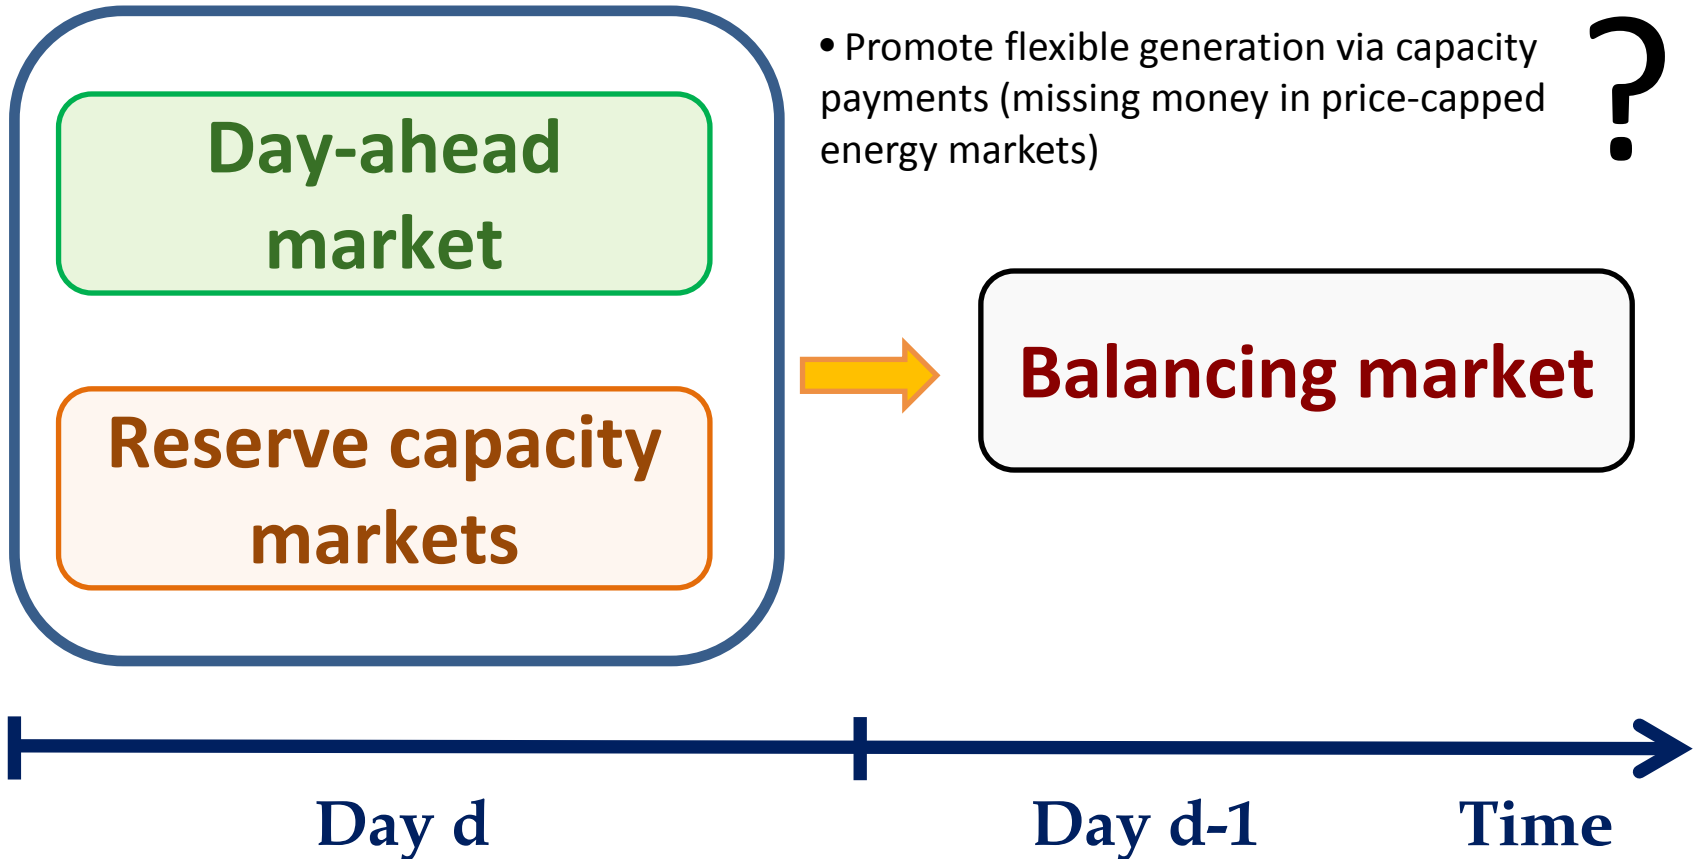 • Promote flexible generation via capacity
payments (missing money in price-capped
energy markets)
?
Day-ahead
market
Reserve capacity
markets
Balancing market
Day d
Day d-1
Time